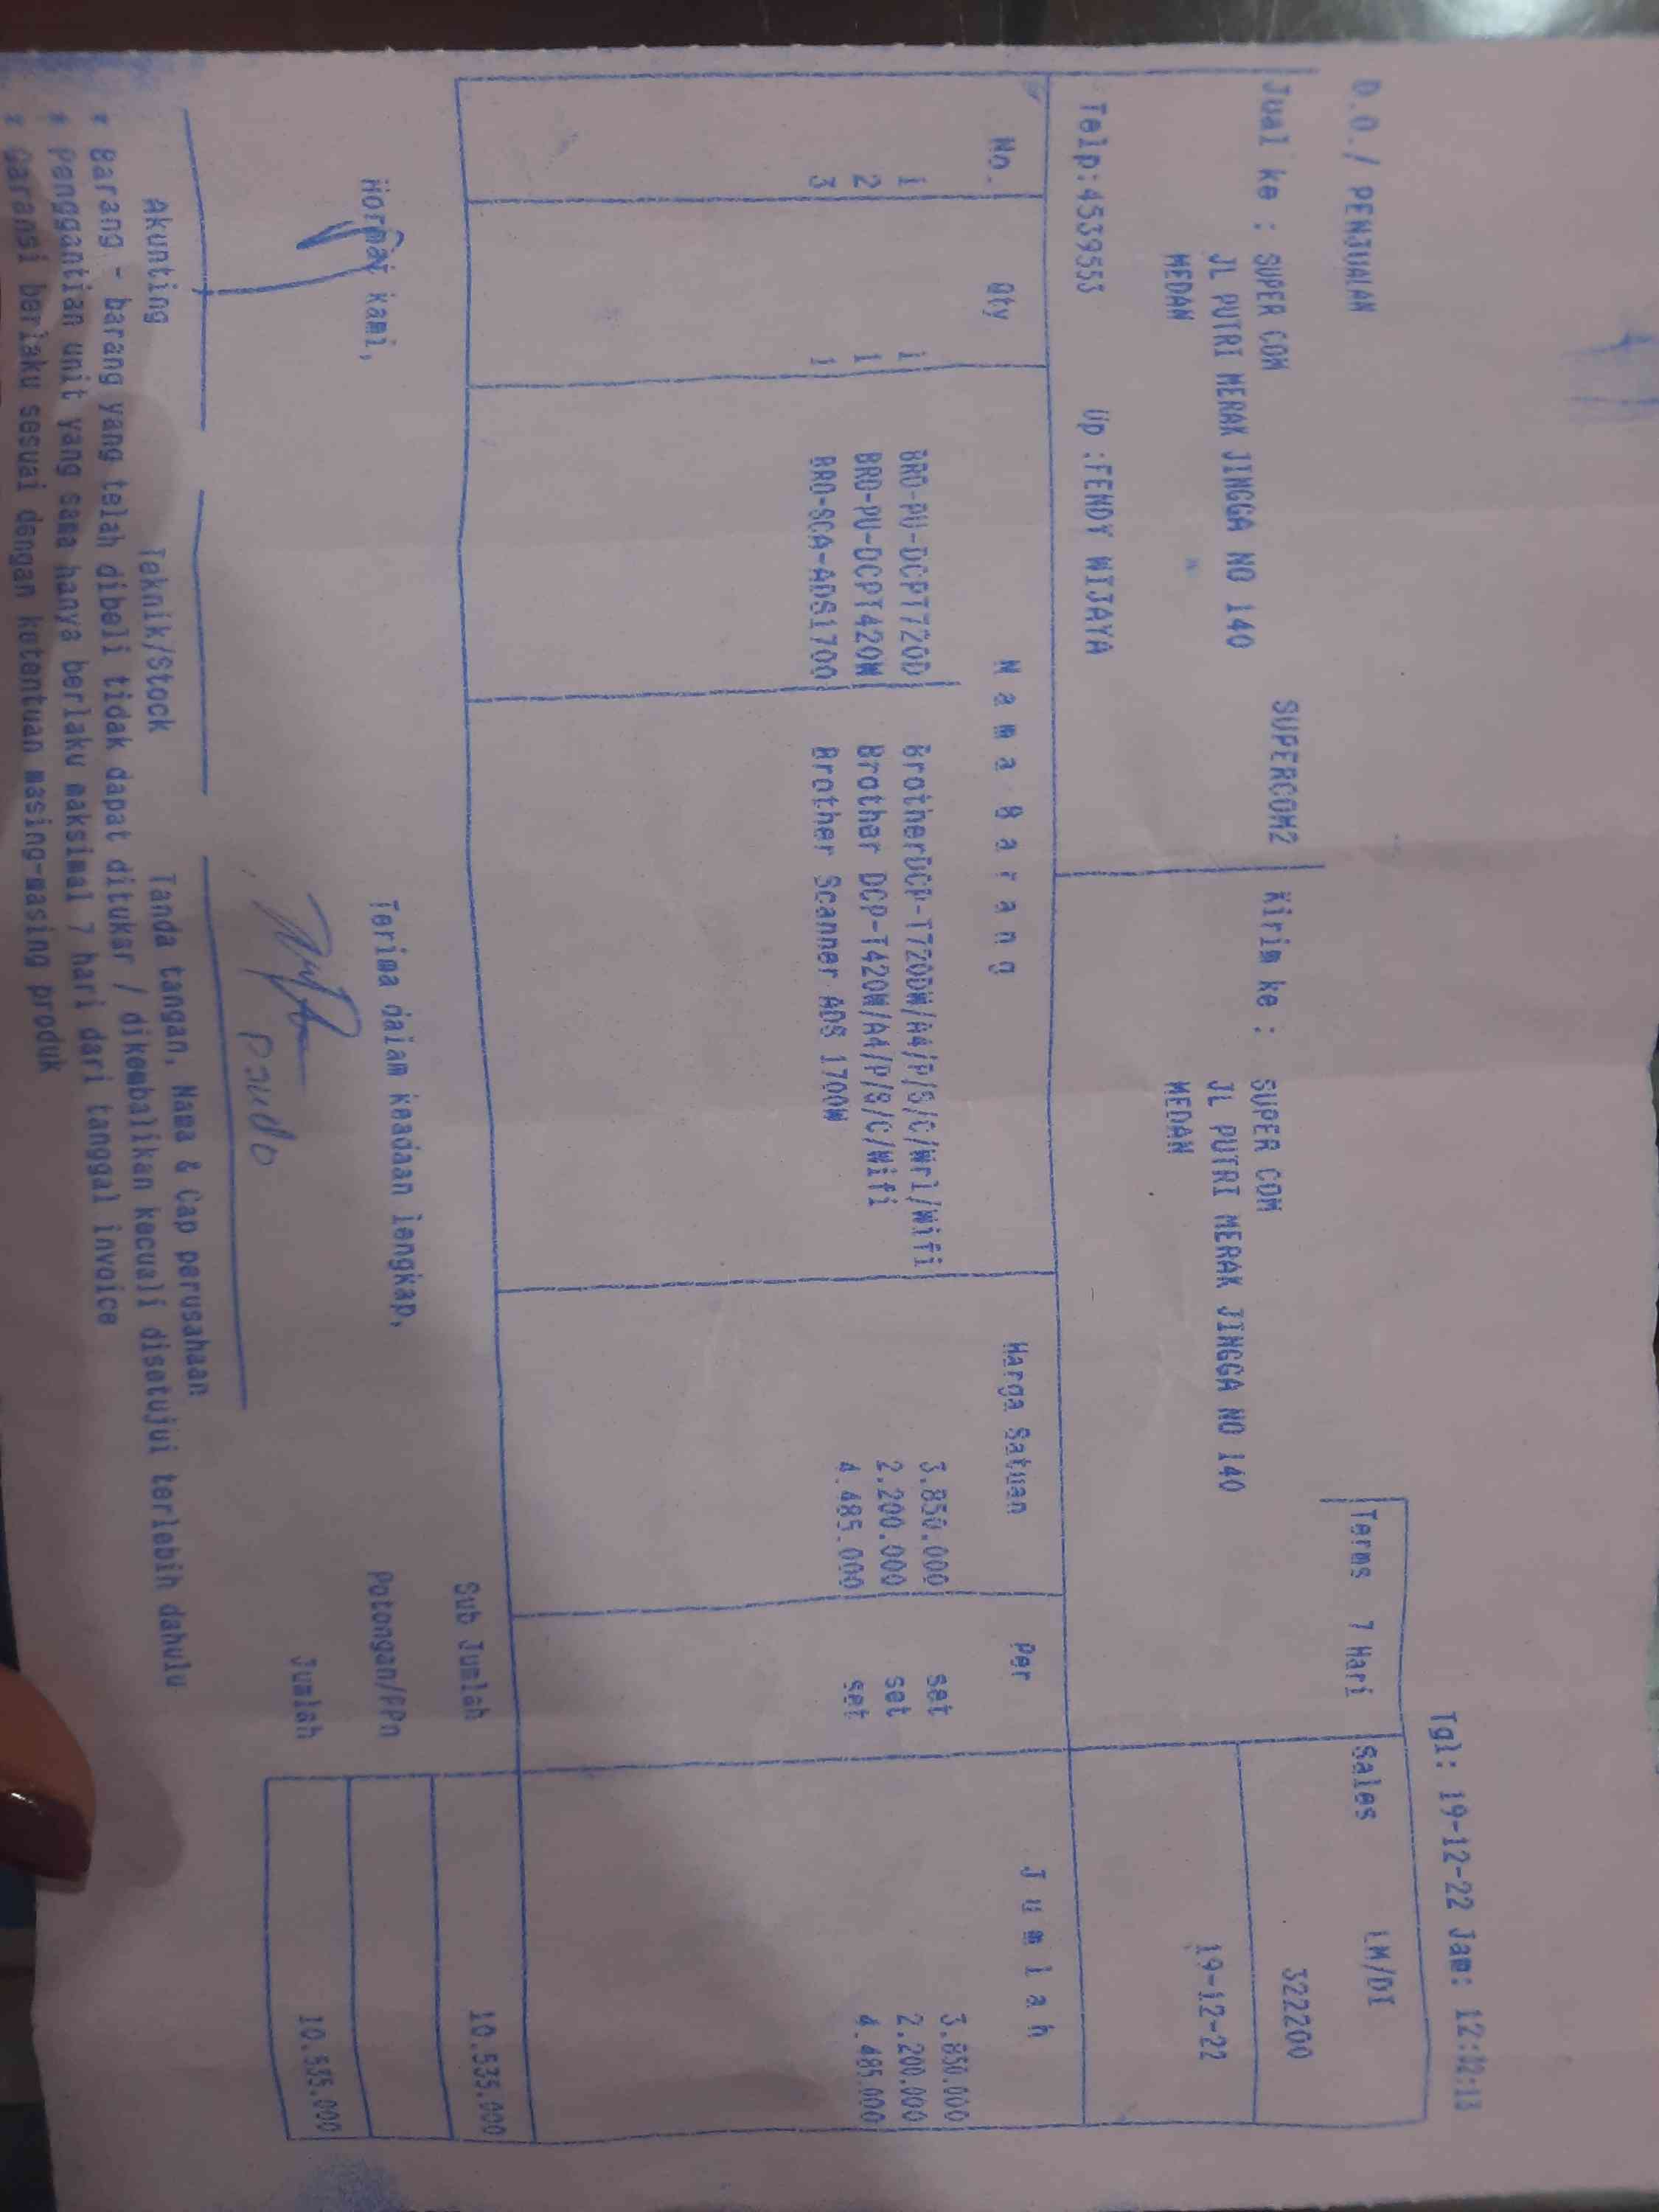 Tgl: 19-12-22 Jam:
D.O./ PENJUALAN
Terms 7 Hari Sales LM/DI
Jual ke : SUPER COM SUPERCOM2 Kirim ke : SUPER COM 322200
JL PUTRI MERAK JINGGA NO 140 JL PUTRI MERAK JINGGA NO 140
MEDAN MEDAN 19-12-22
Telp:4539553 Up :FENDY WIJAYA
No. Qty Nama Barang Harga Satuan Per Jumlah
1 1 BRO-PU-DCPT720D BrotherDCP-T720DW/A4/P/S/C/Wrl/Wifi 3.850.000 set 3.850.000
2 1 BRO-PU-DCPT420W Brother DCP-T420W/A4/P/S/C/Wifi 2.200.000 set 2.200.000
3 1 BRO-SCA-ADS1700 Brother Scanner ADS 1700W 4.485.000 set 4.485.000
Sub Jumlah 10.535.000
Hormat kami, Terima dalam keadaan lengkap, Potongan/PPn
Jumlah 10.535.000
Akunting Teknik/Stock Tanda tangan, Nama & Cap perusahaan
* Barang - barang yang telah dibeli tidak dapat ditukar / dikembalikan kecuali disetujui terlebih dahulu
* Penggantian unit yang sama hanya berlaku maksimal 7 hari dari tanggal invoice
* Garansi berlaku sesuai dengan ketentuan masing-masing produk